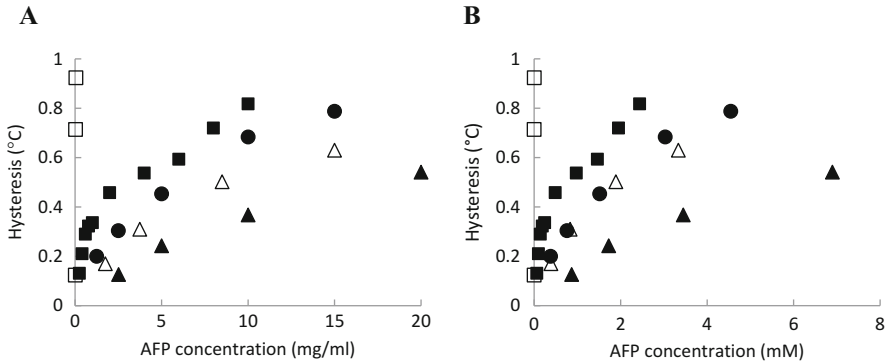 A
Hysteresis (°C)
1
0.8
0.6
0.4
0.2
0
0 5 10 15 20
AFP concentration (mg/ml)
B
Hysteresis (°C)
1
0.8
0.6
0.4
0.2
0
0 2 4 6 8
AFP concentration (mM)